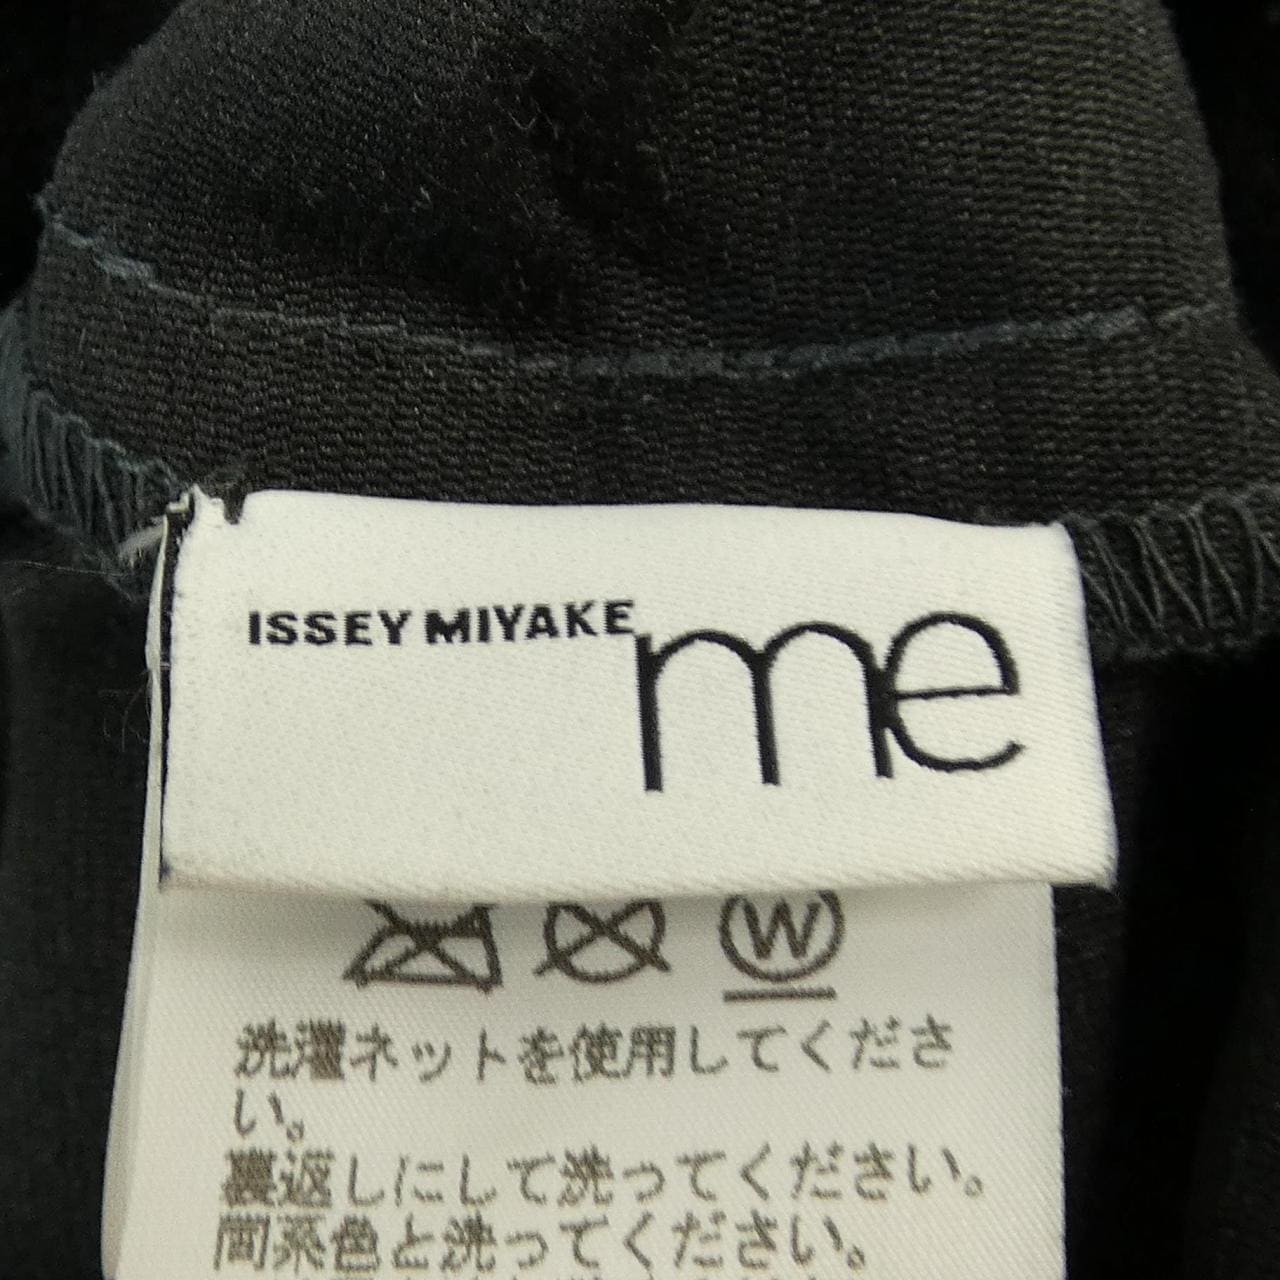 ISSEY MIYAKE me
W
洗濯ネットを使用してくださ
い。
裏返しにして洗ってください。
同系色と洗ってください。